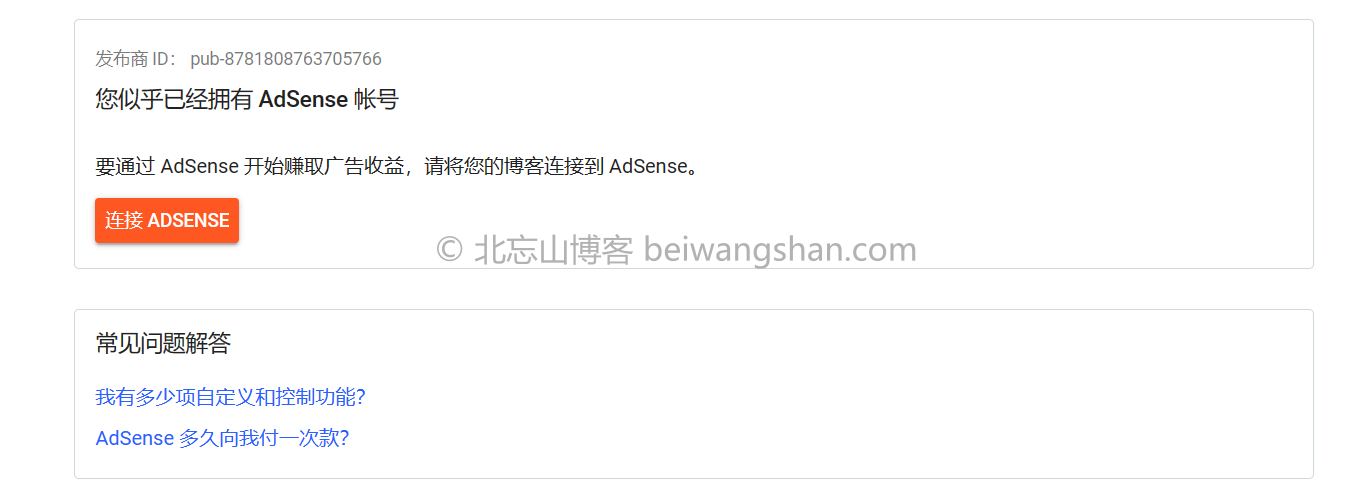 发布商 ID： pub-8781808763705766
您似乎已经拥有 AdSense 帐号
要通过 AdSense 开始赚取广告收益，请将您的博客连接到 AdSense。
连接 ADSENSE
© 北忘山博客 beiwangshan.com
常见问题解答
我有多少项自定义和控制功能？
AdSense 多久向我付一次款？